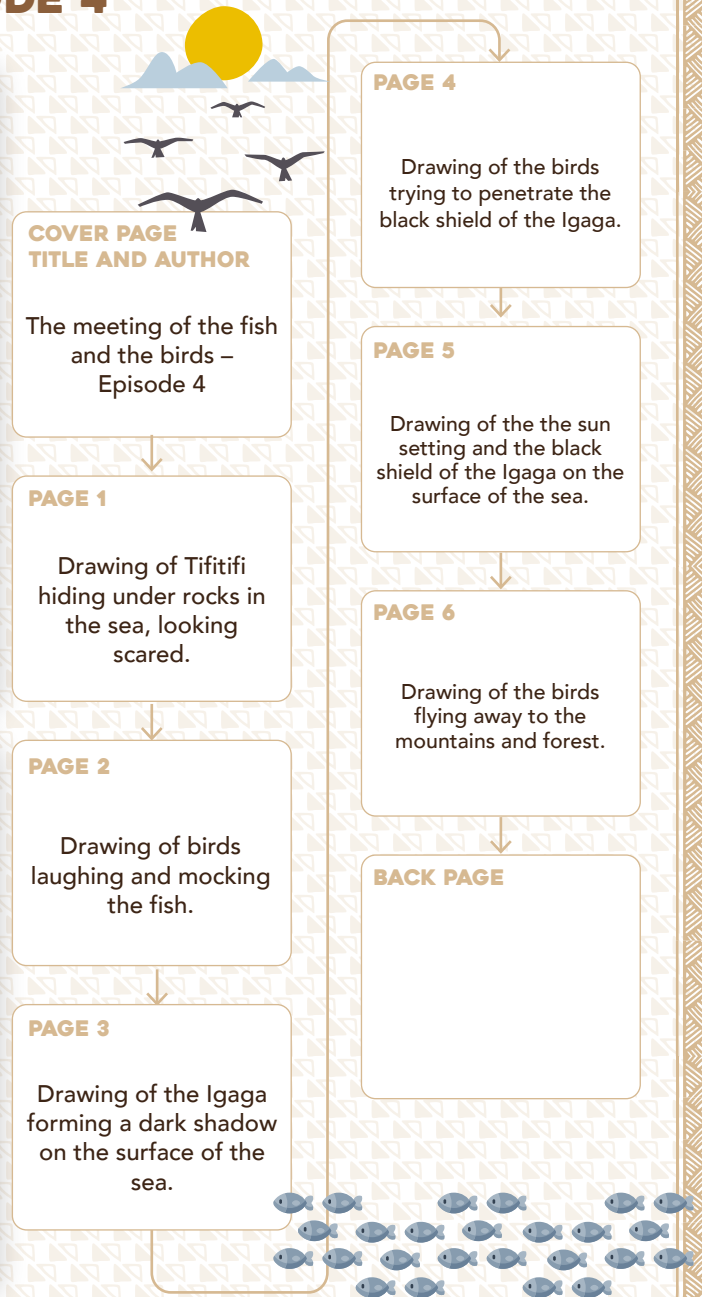 4
COVER PAGE
TITLE AND AUTHOR
The meeting of the fish
and the birds –
Episode 4
PAGE 1
Drawing of Tifitifi
hiding under rocks in
the sea, looking
scared.
PAGE 2
Drawing of birds
laughing and mocking
the fish.
PAGE 3
Drawing of the Igaga
forming a dark shadow
on the surface of the
sea.
PAGE 4
Drawing of the birds
trying to penetrate the
black shield of the Igaga.
PAGE 5
Drawing of the the sun
setting and the black
shield of the Igaga on the
surface of the sea.
PAGE 6
Drawing of the birds
flying away to the
mountains and forest.
BACK PAGE